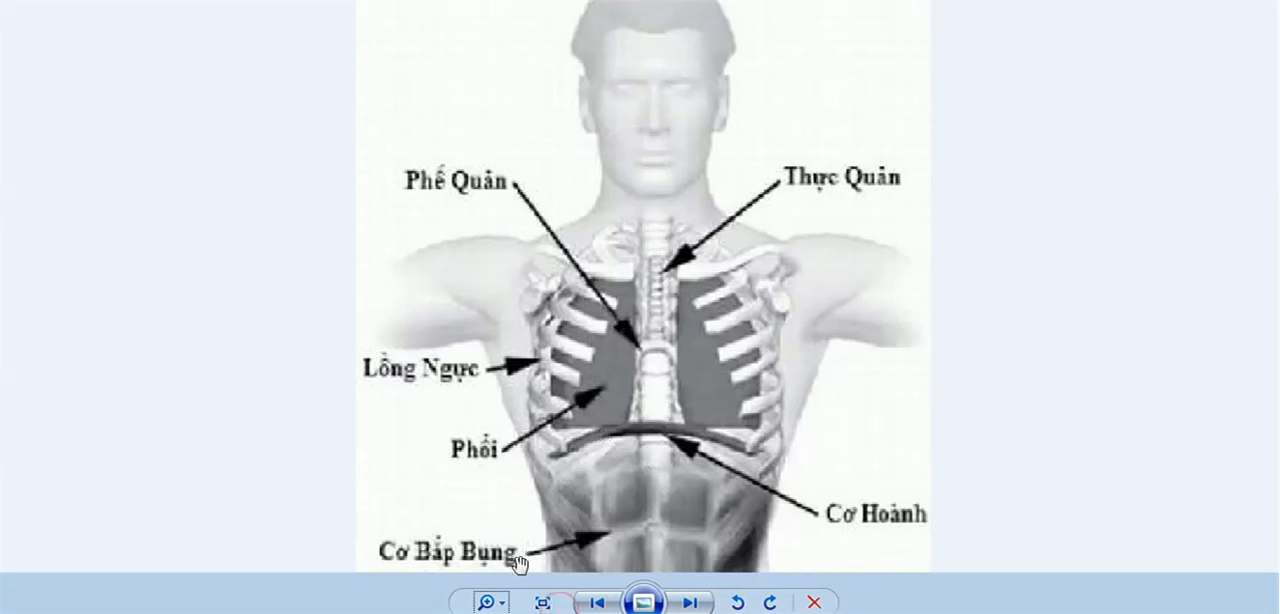 Phế Quản
Thực Quản
Lồng Ngực
Phổi
Cơ Hoành
Cơ Bắp Bụng